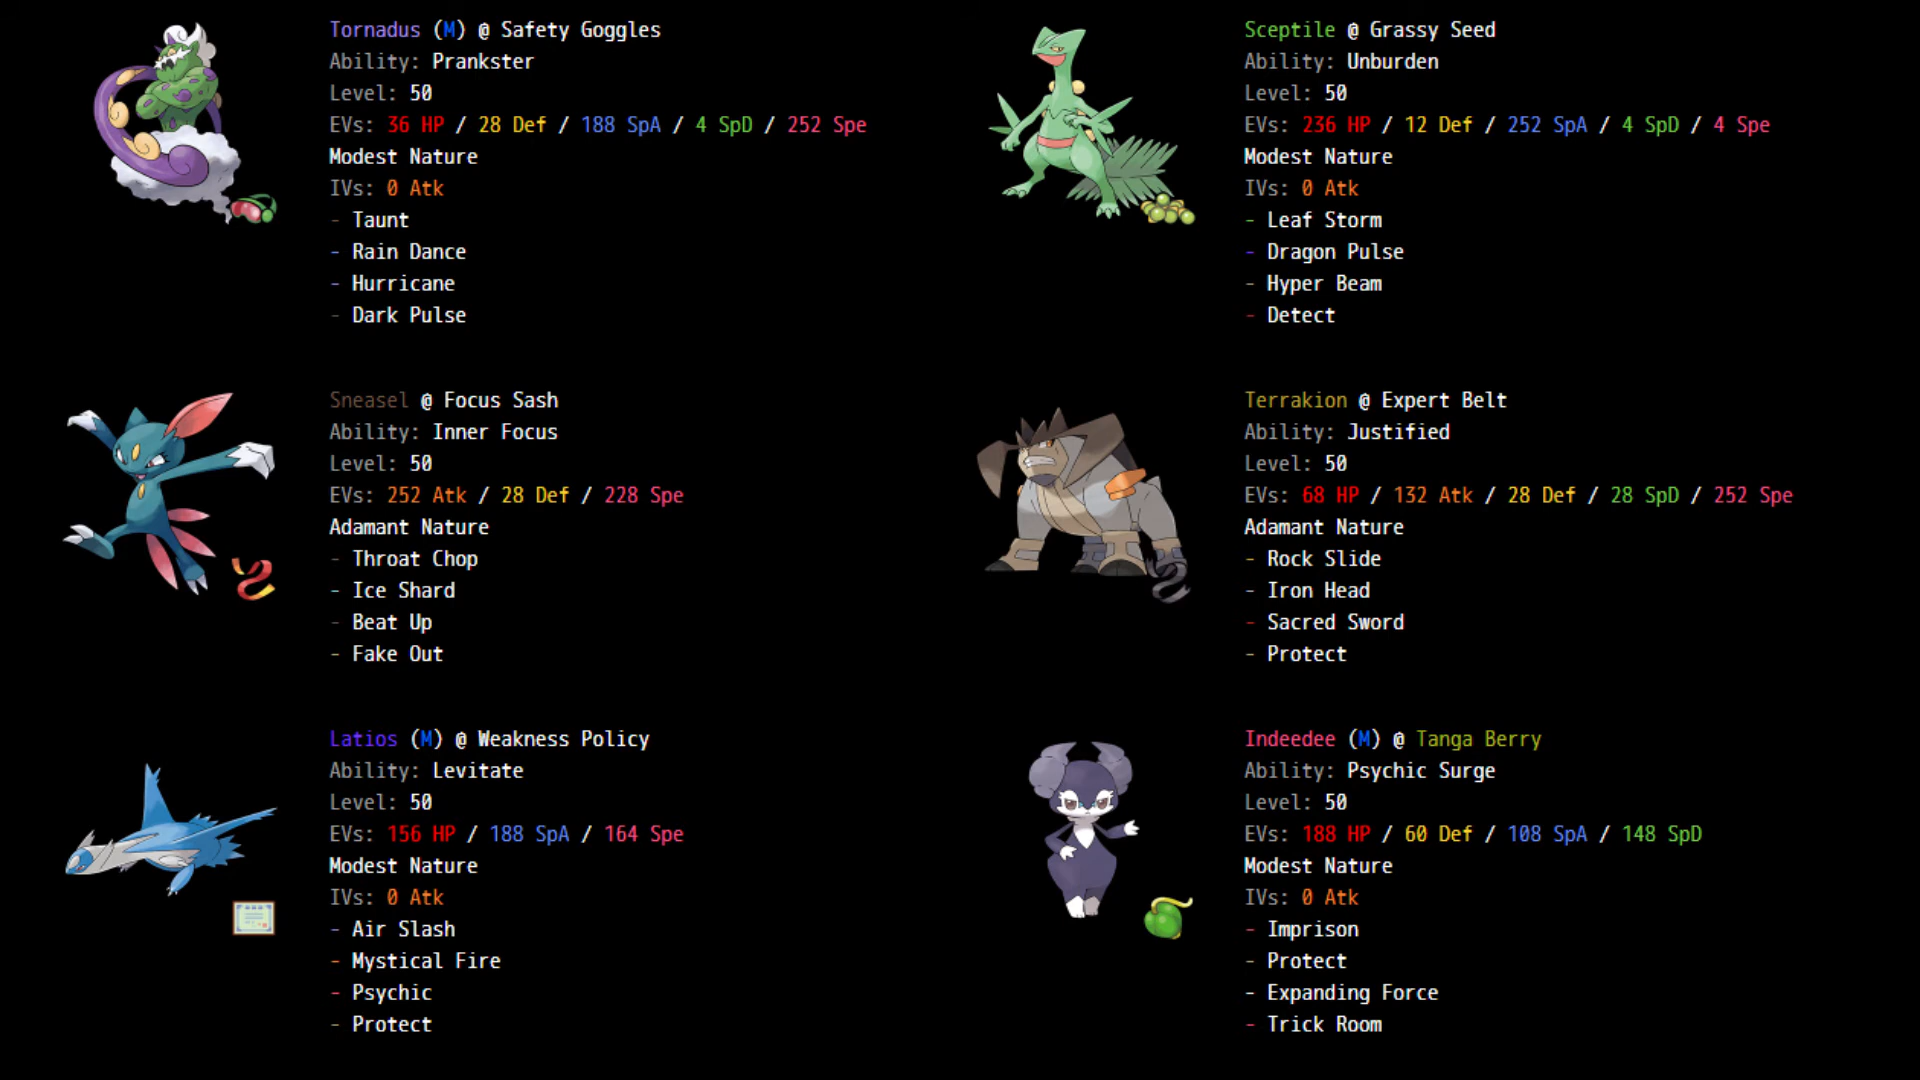 Tornadus (M) @ Safety Goggles
Ability: Prankster
Level: 50
EVs: 36 HP / 28 Def / 188 SpA / 4 SpD / 252 Spe
Modest Nature
IVs: 0 Atk
- Taunt
- Rain Dance
- Hurricane
- Dark Pulse
Sceptile @ Grassy Seed
Ability: Unburden
Level: 50
EVs: 236 HP / 12 Def / 252 SpA / 4 SpD / 4 Spe
Modest Nature
IVs: 0 Atk
- Leaf Storm
- Dragon Pulse
- Hyper Beam
- Detect
Sneasel @ Focus Sash
Ability: Inner Focus
Level: 50
EVs: 252 Atk / 28 Def / 228 Spe
Adamant Nature
- Throat Chop
- Ice Shard
- Beat Up
- Fake Out
Terrakion @ Expert Belt
Ability: Justified
Level: 50
EVs: 68 HP / 132 Atk / 28 Def / 28 SpD / 252 Spe
Adamant Nature
- Rock Slide
- Iron Head
- Sacred Sword
- Protect
Latios (M) @ Weakness Policy
Ability: Levitate
Level: 50
EVs: 156 HP / 188 SpA / 164 Spe
Modest Nature
IVs: 0 Atk
- Air Slash
- Mystical Fire
- Psychic
- Protect
Indeedee (M) @ Tanga Berry
Ability: Psychic Surge
Level: 50
EVs: 188 HP / 60 Def / 108 SpA / 148 SpD
Modest Nature
IVs: 0 Atk
- Imprison
- Protect
- Expanding Force
- Trick Room